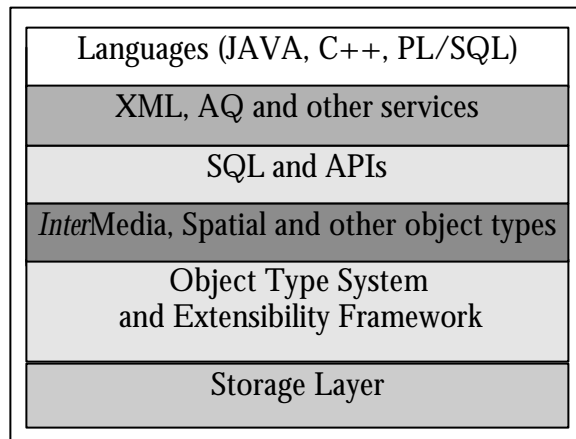 Languages (JAVA, C++, PL/SQL)
XML, AQ and other services
SQL and APIs
InterMedia, Spatial and other object types
Object Type System
and Extensibility Framework
Storage Layer